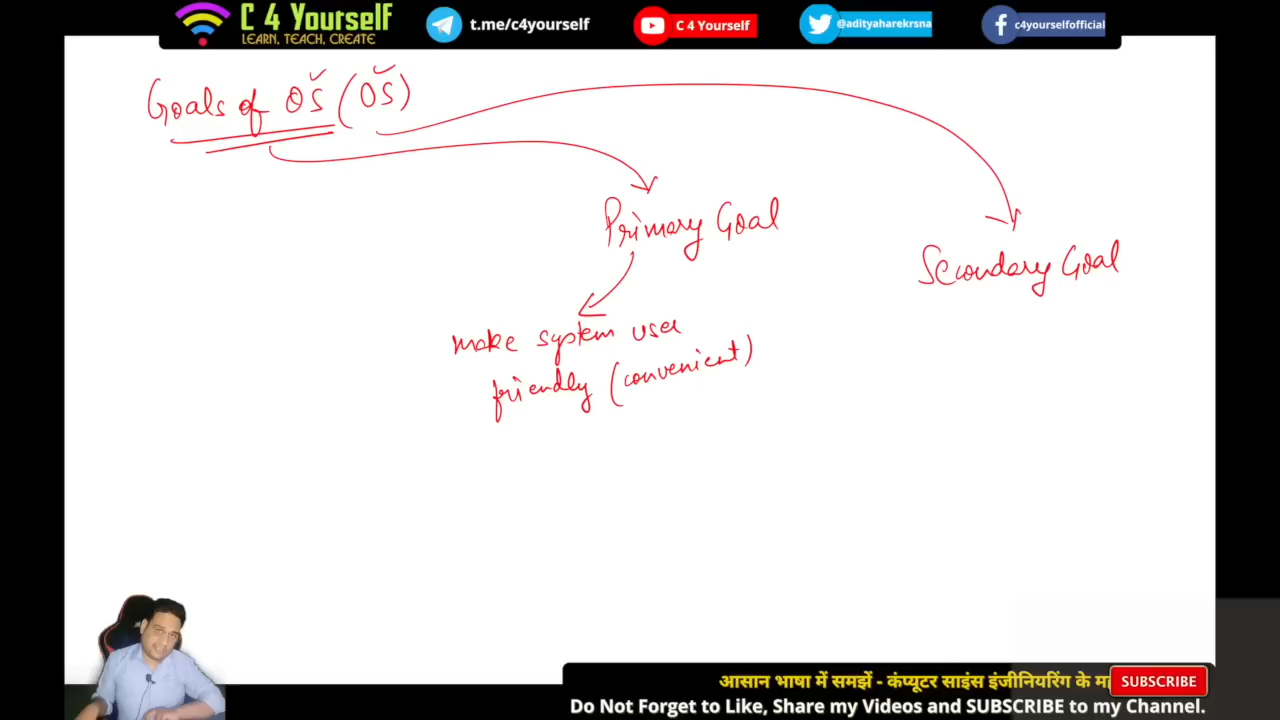 C 4 Yourself
LEARN, TEACH, CREATE
t.me/c4yourself
C 4 Yourself
@adityaharekrsna
c4yourselfofficial
Goals of OS (OS)
Primary Goal
Secondary Goal
make system user
friendly (convenient)
आसान भाषा में समझें - कंप्यूटर साइंस इंजीनियरिंग के
SUBSCRIBE
Do Not Forget to Like, Share my Videos and SUBSCRIBE to my Channel.